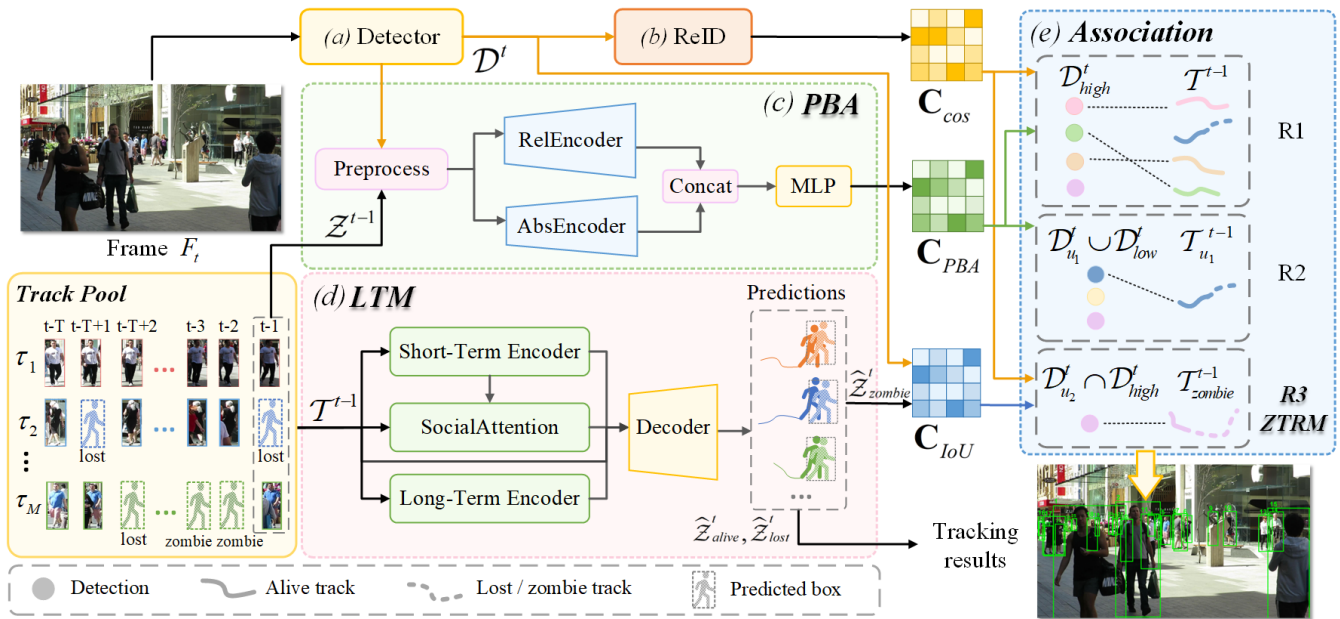 (a) Detector
𝒟^t
(b) ReID
C_cos
(e) Association
𝒟^t_high 𝒯^{t-1}
R1
(c) PBA
RelEncoder
Preprocess
Concat
MLP
AbsEncoder
𝒵^{t-1}
C_PBA
Frame F_t
𝒟^t_{u_1} ∪ 𝒟^t_low 𝒯^{t-1}_{u_1}
R2
Track Pool
t-T t-T+1 t-T+2 t-3 t-2 t-1
τ_1
...
τ_2
...
lost lost
⋮
τ_M
...
lost zombie zombie
(d) LTM
Predictions
Short-Term Encoder
𝒯^{t-1}
SocialAttention
Decoder
Long-Term Encoder
...
𝒵̂^t_zombie
C_IoU
𝒵̂^t_alive, 𝒵̂^t_lost
𝒟^t_{u_2} ∩ 𝒟^t_high 𝒯^{t-1}_zombie
R3
ZTRM
Tracking
results
Detection
Alive track
Lost / zombie track
Predicted box